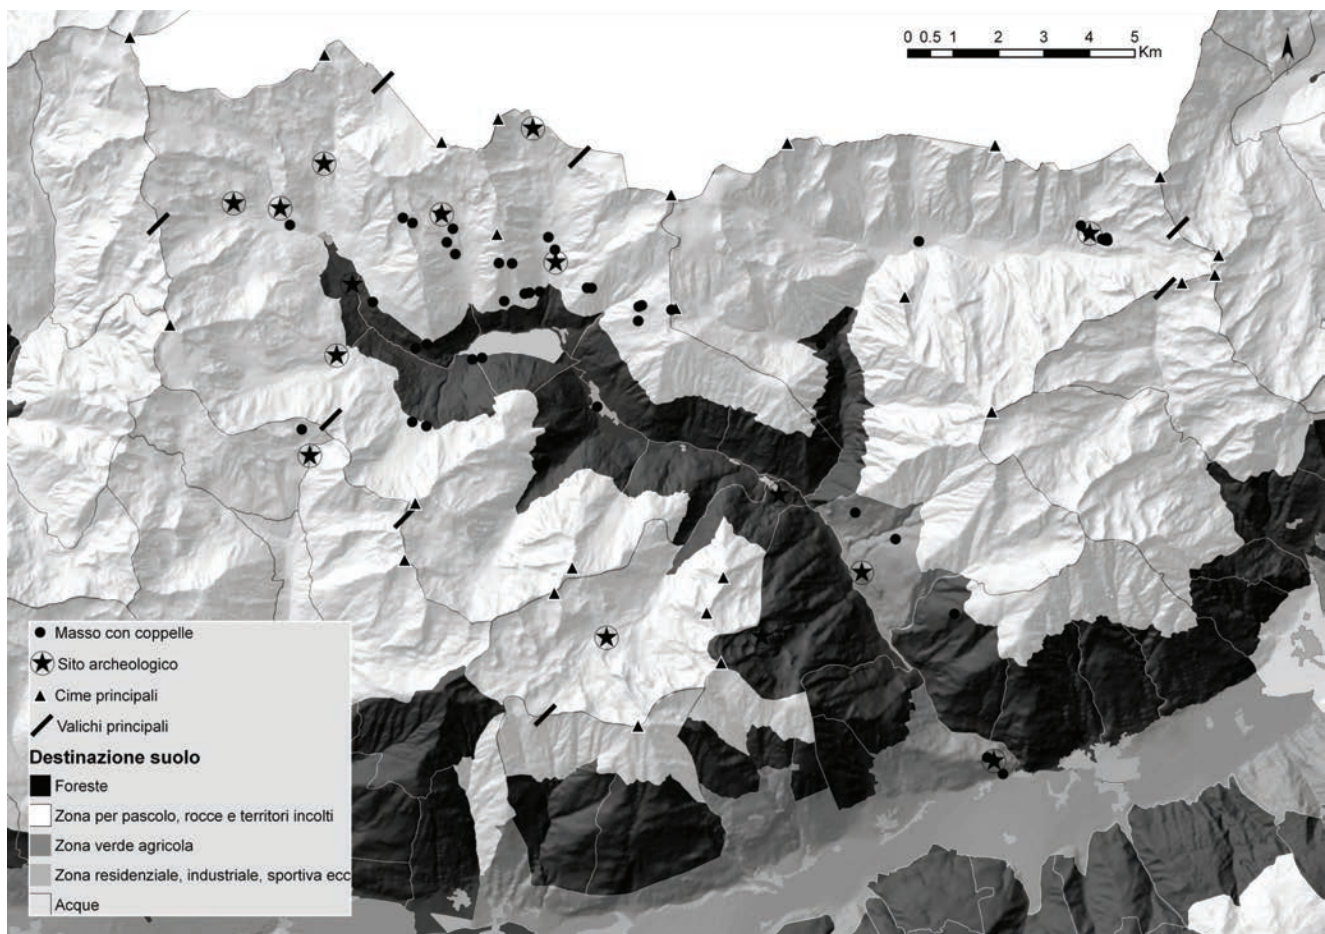 0 0.5 1 2 3 4 5
Km
Masso con coppelle
Sito archeologico
Cime principali
Valichi principali
Destinazione suolo
Foreste
Zona per pascolo, rocce e territori incolti
Zona verde agricola
Zona residenziale, industriale, sportiva ecc
Acque